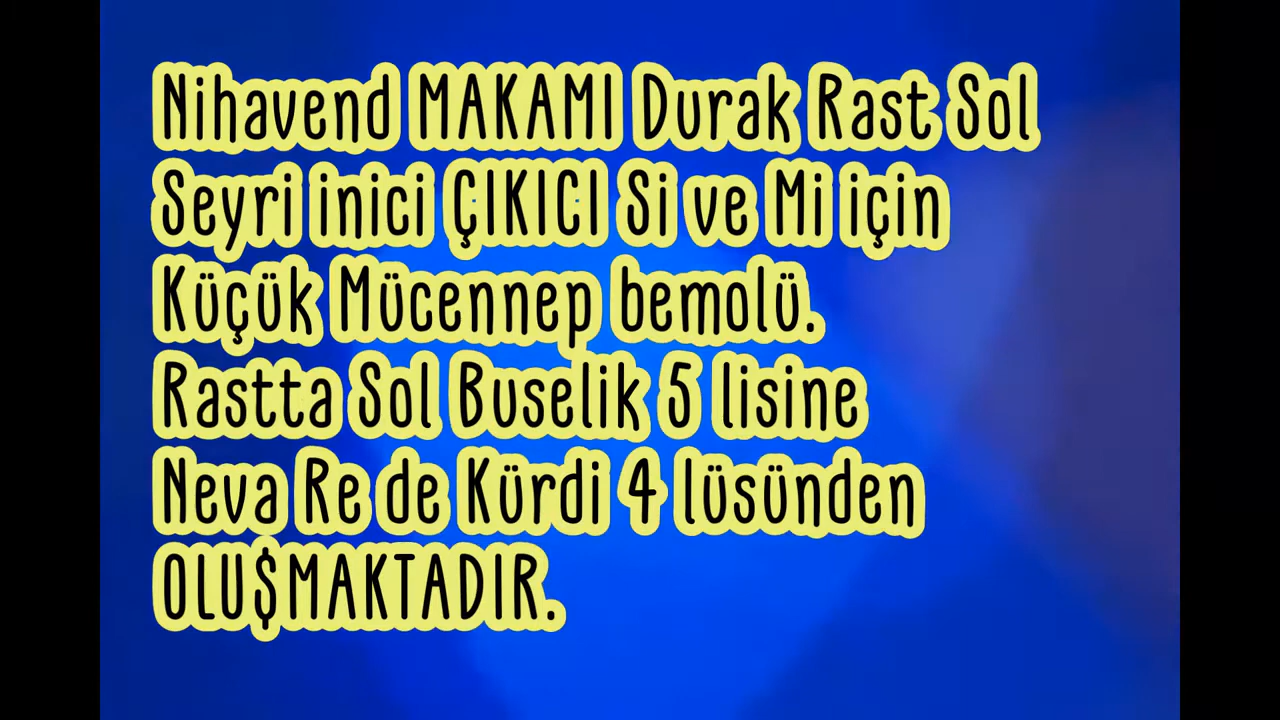 Nihavend MAKAMI Durak Rast Sol
Seyri inici ÇIKICI Si ve Mi için
Küçük Mücennep bemolü.
Rastta Sol Buselik 5 lisine
Neva Re de Kürdi 4 lüsünden
OLUŞMAKTADIR.